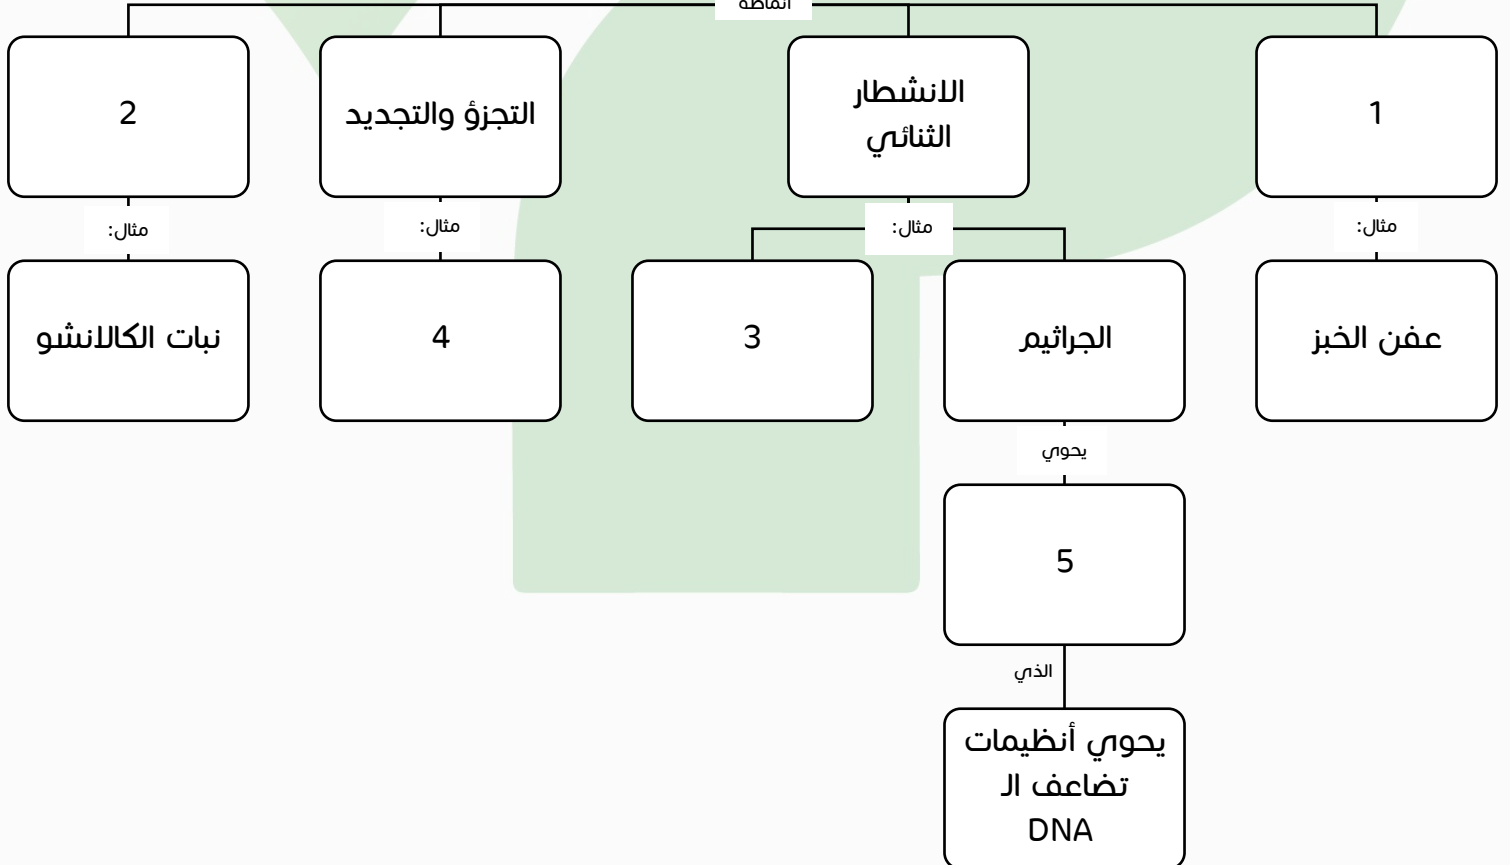 أنماطه
1
الانشطار
الثنائي
التجزؤ والتجديد
2
مثال:
مثال:
مثال:
مثال:
عفن الخبز
الجراثيم
3
4
نبات الكالانشو
يحوي
5
الذي
يحوي أنظيمات
تضاعف الـ
DNA